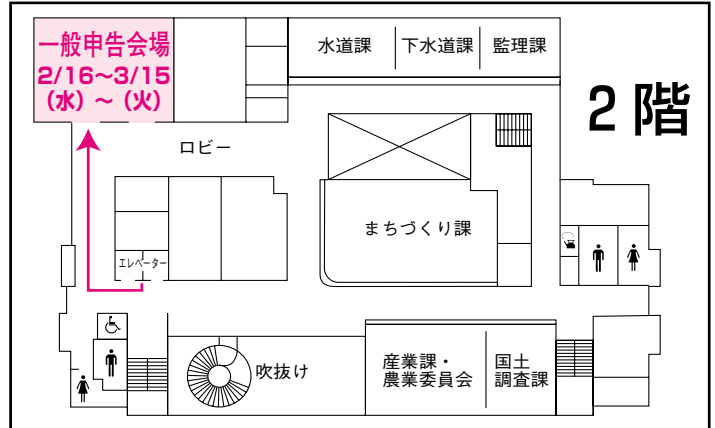 一般申告会場
2/16～3/15
（水）～（火）
水道課
下水道課
監理課
2階
ロビー
まちづくり課
エレベーター
吹抜け
産業課・
農業委員会
国土
調査課